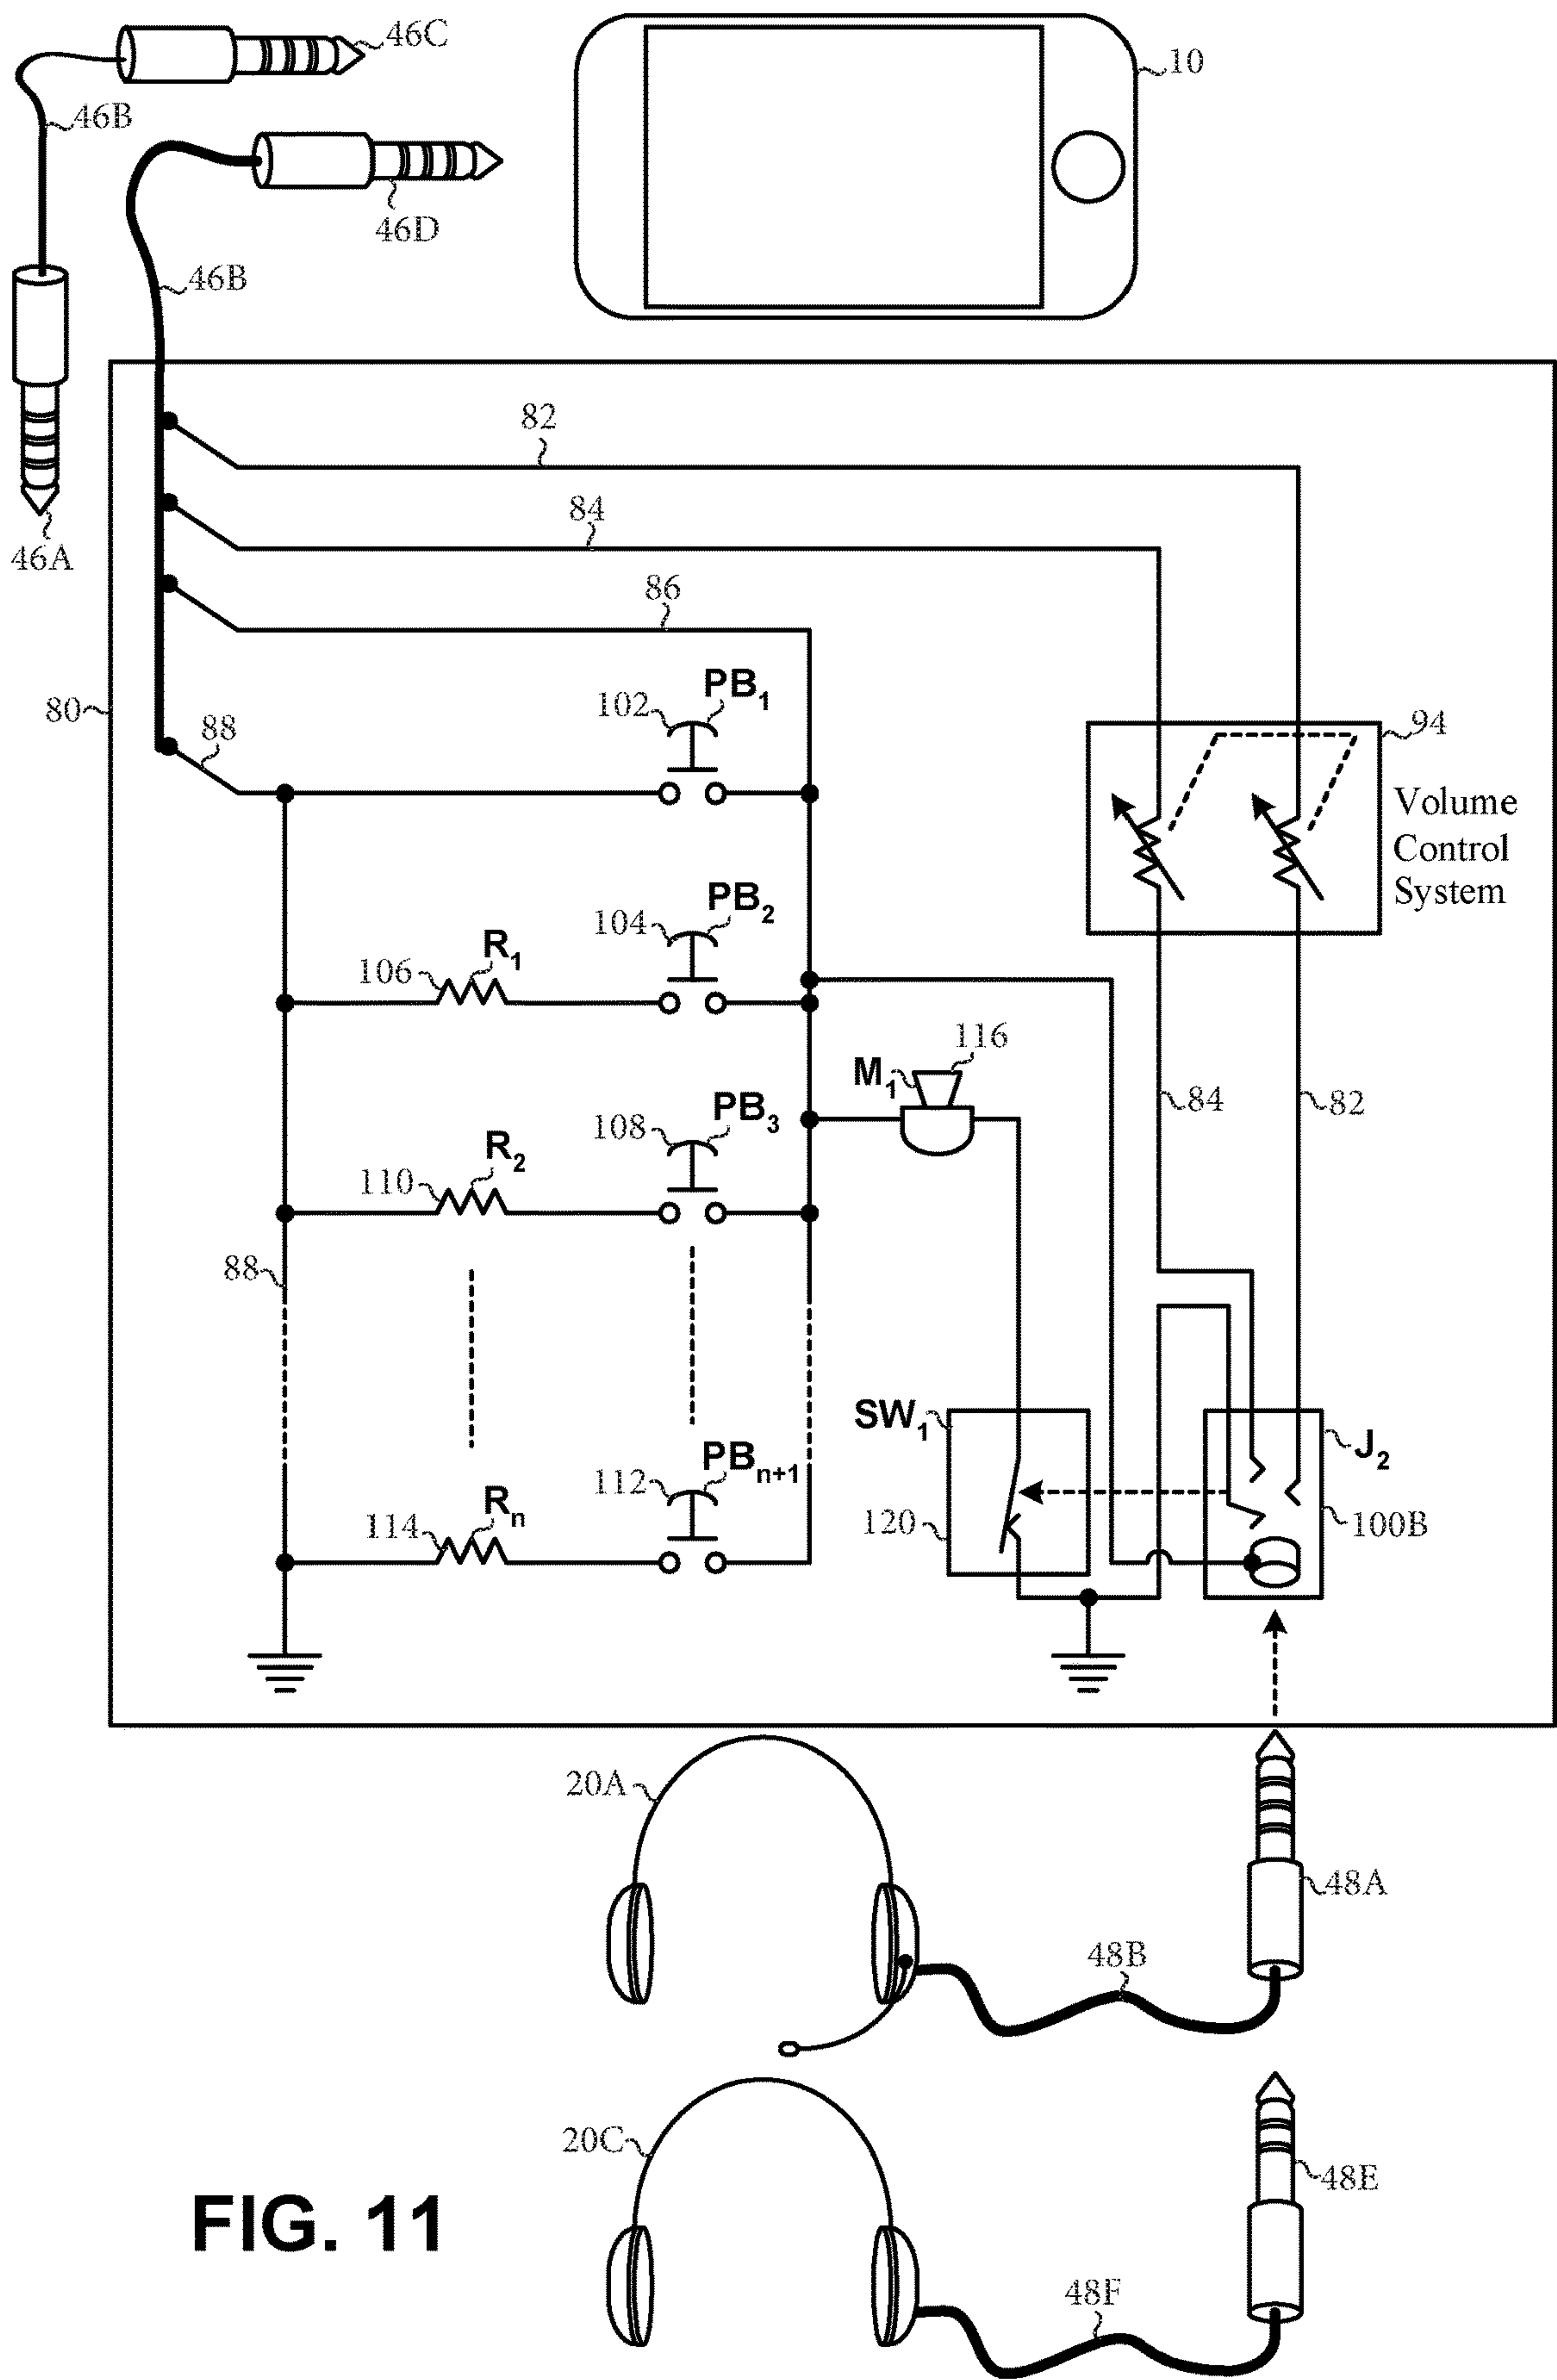 46C
10
46B
46D
46B
46A
82
84
86
PB1
102
80
88
94
Volume
Control
System
PB2
104
R1
106
116
M1
84
82
PB3
108
R2
110
88
SW1
J2
PBn+1
112
Rn
114
120
100B
20A
48A
48B
20C
48E
48F
FIG. 11